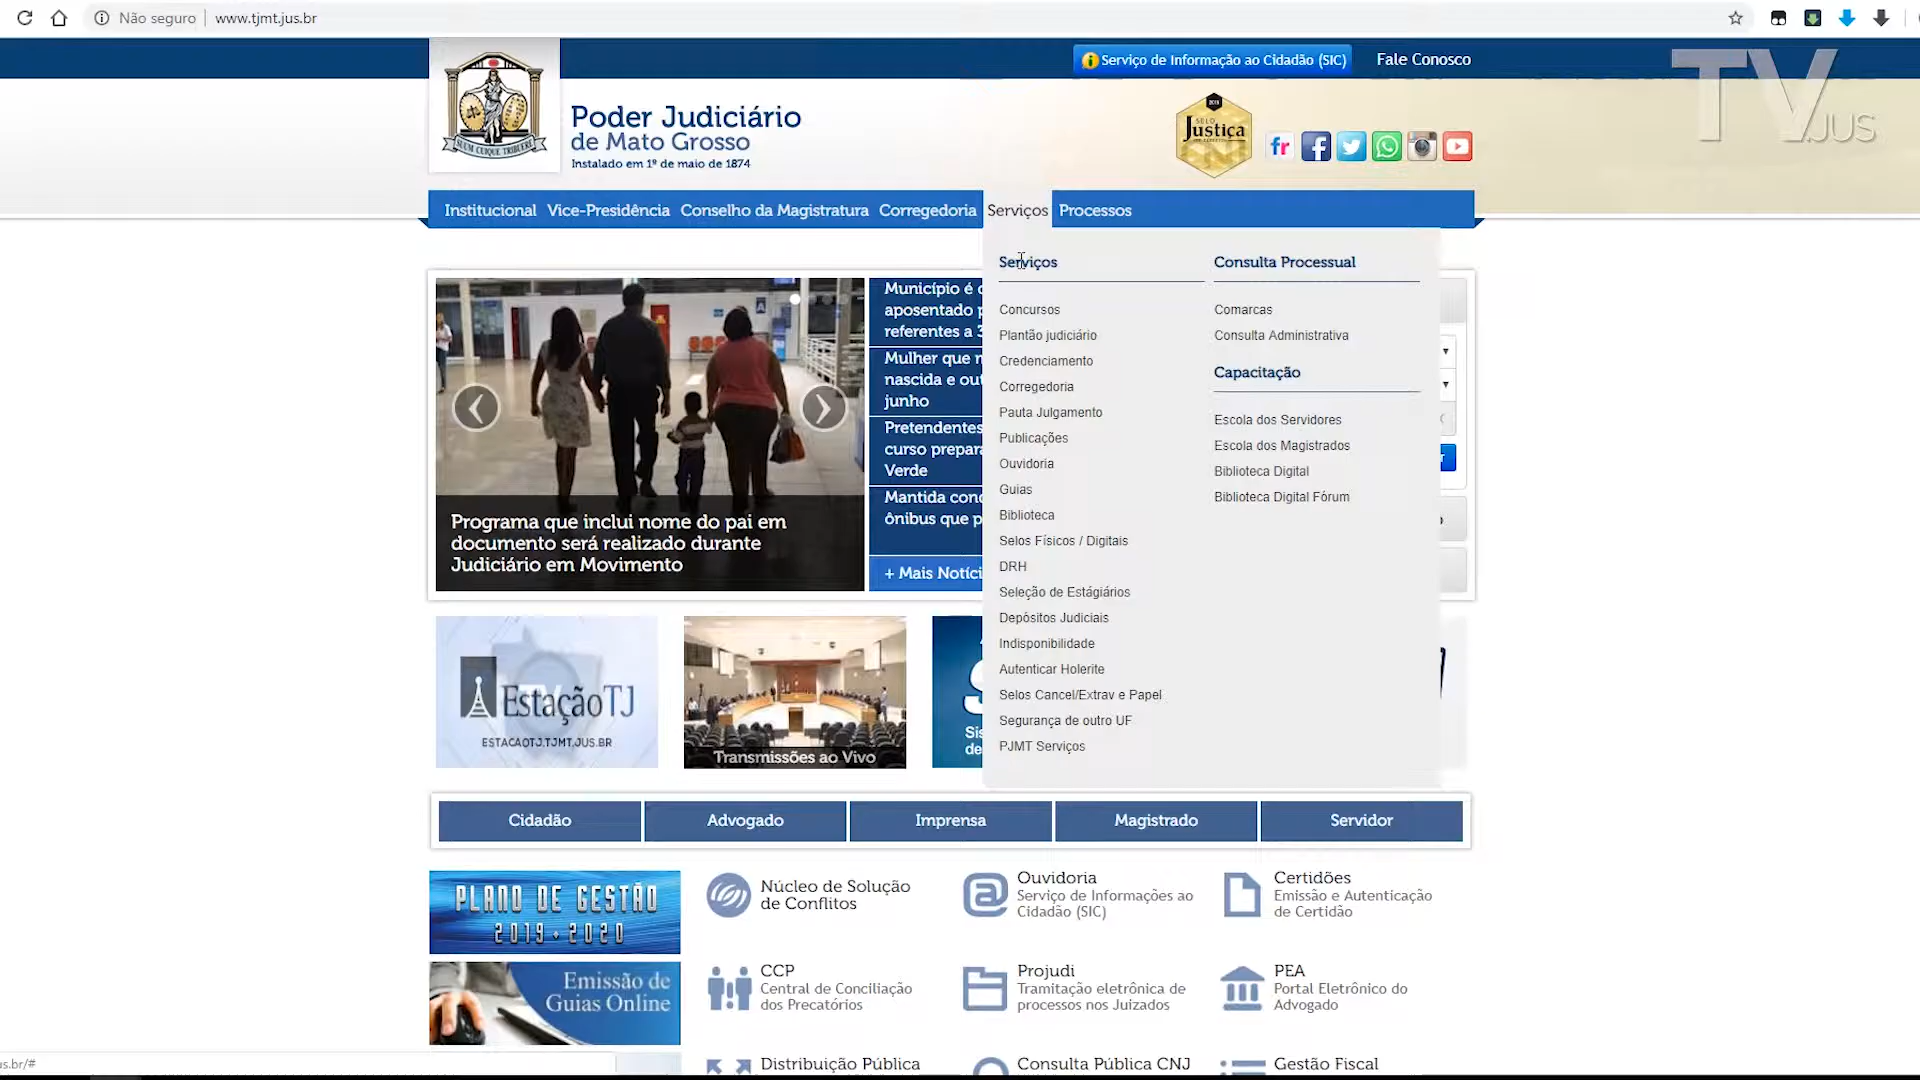 Não seguro
www.tjmt.jus.br
Serviço de Informação ao Cidadão (SIC)
Fale Conosco
TV.JUS
SUUM CUIQUE TRIBUERE
Poder Judiciário
de Mato Grosso
Instalado em 1º de maio de 1874
SELO
Justiça
fr
Institucional
Vice-Presidência
Conselho da Magistratura
Corregedoria
Serviços
Processos
Serviços
Concursos
Plantão judiciário
Credenciamento
Corregedoria
Pauta Julgamento
Publicações
Ouvidoria
Guias
Biblioteca
Selos Físicos / Digitais
DRH
Seleção de Estágiários
Depósitos Judiciais
Indisponibilidade
Autenticar Holerite
Selos Cancel/Extrav e Papel
Segurança de outro UF
PJMT Serviços
Consulta Processual
Comarcas
Consulta Administrativa
Capacitação
Escola dos Servidores
Escola dos Magistrados
Biblioteca Digital
Biblioteca Digital Fórum
Programa que inclui nome do pai em
documento será realizado durante
Judiciário em Movimento
Município é
aposentado
referentes a 3
Mulher que
nascida e ou
junho
Pretendentes
curso prepar
Verde
Mantida con
ônibus que p
+ Mais Notíci
EstaçãoTJ
ESTACAOTJ.TJMT.JUS.BR
Transmissões ao Vivo
Sis
de
Cidadão
Advogado
Imprensa
Magistrado
Servidor
PLANO DE GESTÃO
2019 • 2020
Núcleo de Solução
de Conflitos
Ouvidoria
Serviço de Informações ao
Cidadão (SIC)
Certidões
Emissão e Autenticação
de Certidão
Emissão de
Guias Online
CCP
Central de Conciliação
dos Precatórios
Projudi
Tramitação eletrônica de
processos nos Juizados
PEA
Portal Eletrônico do
Advogado
Distribuição Pública
Consulta Pública CNJ
Gestão Fiscal
us.br/#